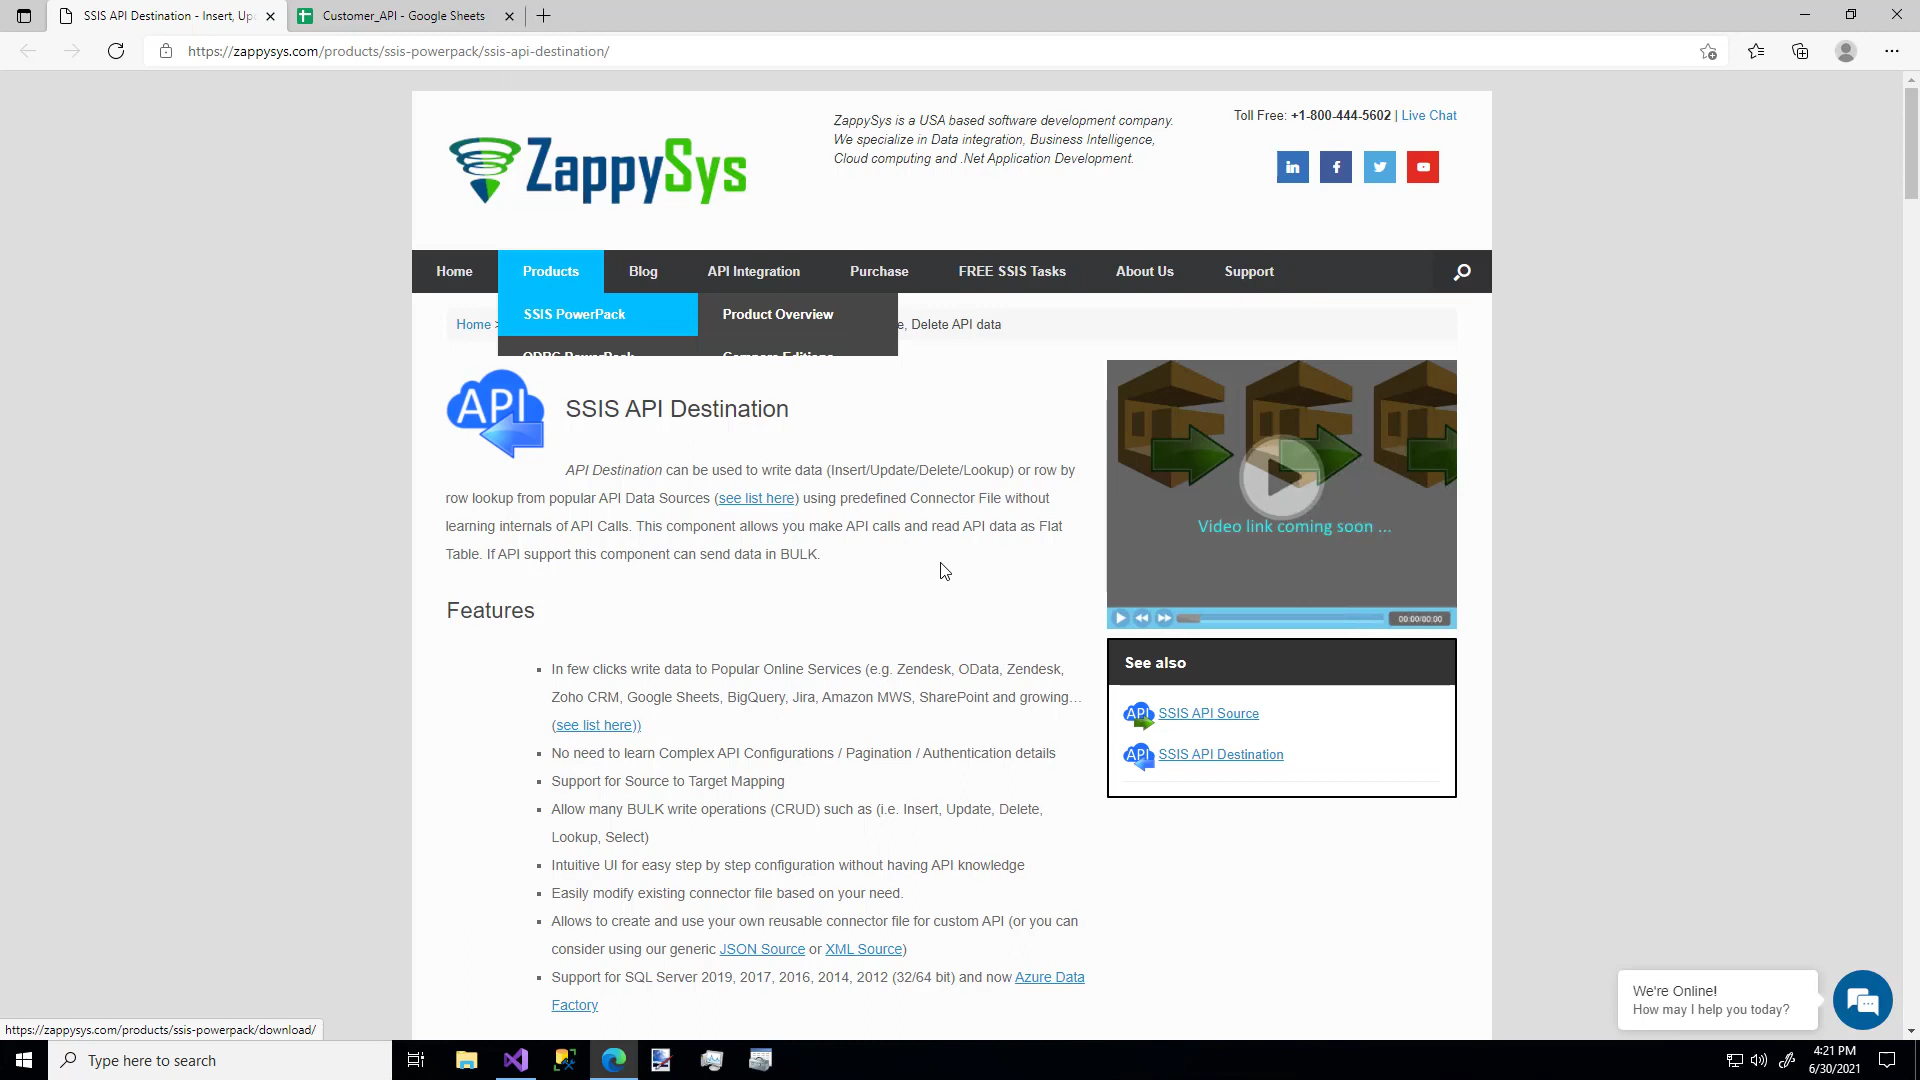 SSIS API Destination - Insert, Up
Customer_API - Google Sheets
https://zappysys.com/products/ssis-powerpack/ssis-api-destination/
ZappySys
ZappySys is a USA based software development company.
We specialize in Data integration, Business Intelligence,
Cloud computing and .Net Application Development.
Toll Free: +1-800-444-5602 | Live Chat
Home
Products
Blog
API Integration
Purchase
FREE SSIS Tasks
About Us
Support
SSIS PowerPack
Product Overview
Home >
e, Delete API data
ODBC PowerPack
Compare Editions
API
SSIS API Destination
API Destination can be used to write data (Insert/Update/Delete/Lookup) or row by
row lookup from popular API Data Sources (see list here) using predefined Connector File without
learning internals of API Calls. This component allows you make API calls and read API data as Flat
Table. If API support this component can send data in BULK.
Video link coming soon ...
00:00/00:00
Features
In few clicks write data to Popular Online Services (e.g. Zendesk, OData, Zendesk,
Zoho CRM, Google Sheets, BigQuery, Jira, Amazon MWS, SharePoint and growing…
(see list here))
No need to learn Complex API Configurations / Pagination / Authentication details
Support for Source to Target Mapping
Allow many BULK write operations (CRUD) such as (i.e. Insert, Update, Delete,
Lookup, Select)
Intuitive UI for easy step by step configuration without having API knowledge
Easily modify existing connector file based on your need.
Allows to create and use your own reusable connector file for custom API (or you can
consider using our generic JSON Source or XML Source)
Support for SQL Server 2019, 2017, 2016, 2014, 2012 (32/64 bit) and now Azure Data
Factory
See also
API SSIS API Source
API SSIS API Destination
We're Online!
How may I help you today?
https://zappysys.com/products/ssis-powerpack/download/
Type here to search
4:21 PM
6/30/2021